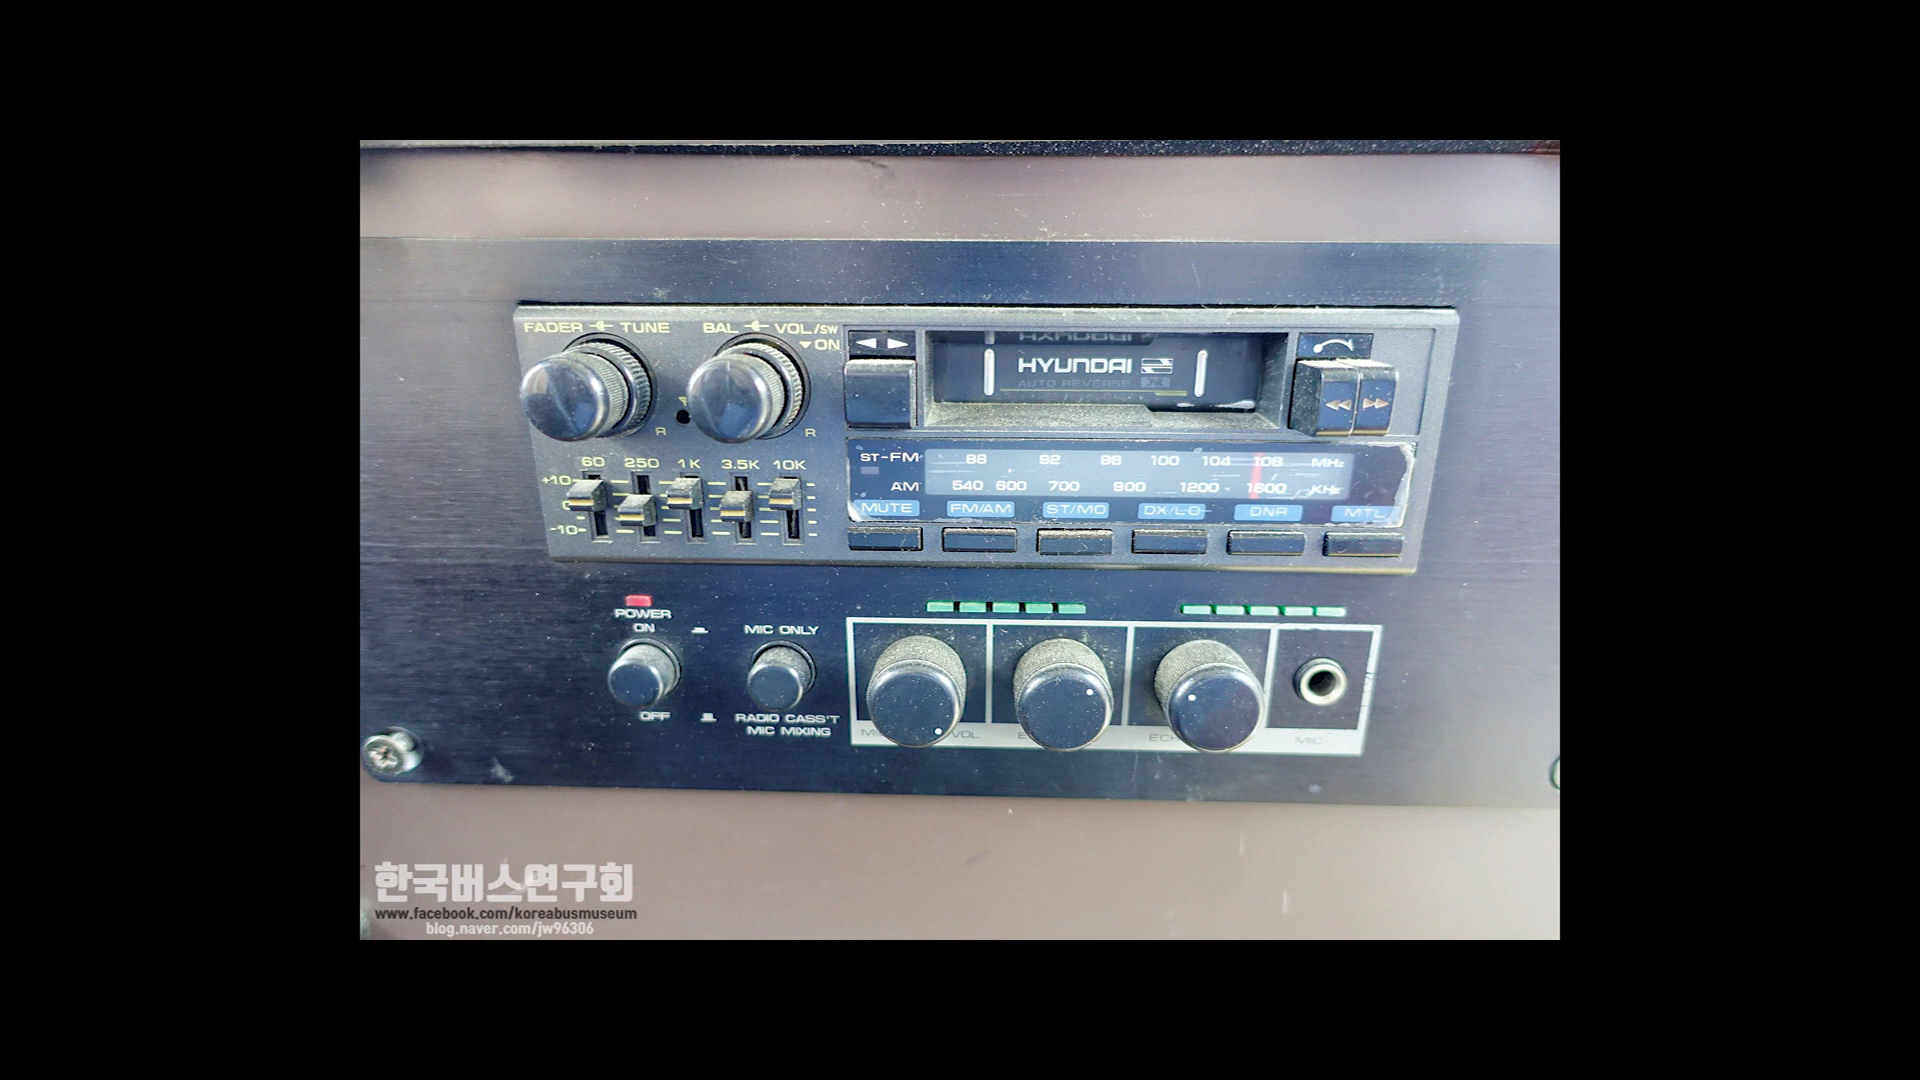 FADER TUNE BAL VOL/SW
ON
HYUNDAI
AUTO REVERSE
R R
60 250 1K 3.5K 10K
+10
0
-10
ST-FM 88 92 96 100 104 108 MHz
AM 540 600 700 900 1200 1600 KHz
MUTE FM/AM ST/MO DX/LO DNR MTL
POWER
ON MIC ONLY
OFF RADIO CASS'T
MIC MIXING
VOL MIC
한국버스연구회
www.facebook.com/koreabusmuseum
blog.naver.com/jw96306